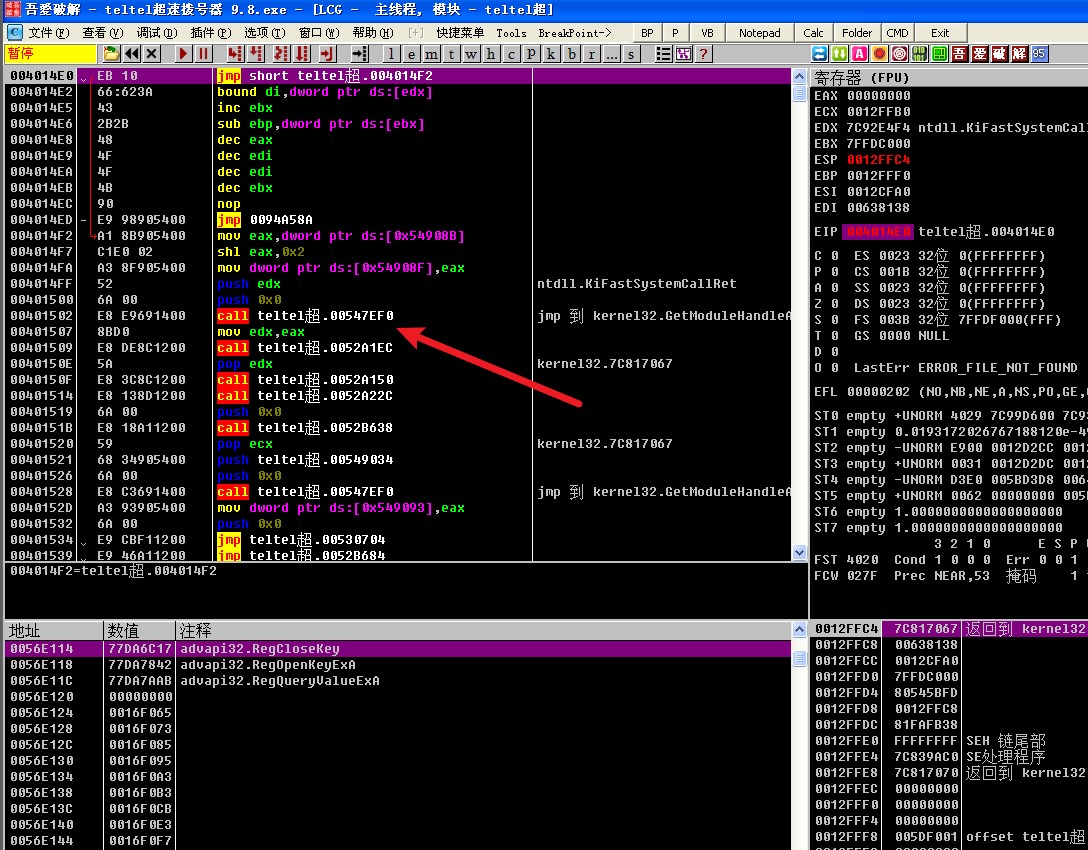 吾爱破解 - teltel超速拨号器 9.8.exe - [LCG - 主线程, 模块 - teltel超]
文件(F) 查看(V) 调试(D) 插件(P) 选项(T) 窗口(W) 帮助(H) [+] 快捷菜单 Tools BreakPoint-> BP P VB Notepad Calc Folder CMD Exit
暂停 l e m t w h c p k b r ... s ? 吾 爱 破 解 95
004014E0 EB 10 jmp short teltel超.004014F2
004014E2 66:623A bound di,dword ptr ds:[edx]
004014E5 43 inc ebx
004014E6 2B2B sub ebp,dword ptr ds:[ebx]
004014E8 48 dec eax
004014E9 4F dec edi
004014EA 4F dec edi
004014EB 4B dec ebx
004014EC 90 nop
004014ED - E9 98905400 jmp 0094A58A
004014F2 A1 8B905400 mov eax,dword ptr ds:[0x54908B]
004014F7 C1E0 02 shl eax,0x2
004014FA A3 8F905400 mov dword ptr ds:[0x54908F],eax
004014FF 52 push edx ntdll.KiFastSystemCallRet
00401500 6A 00 push 0x0
00401502 E8 E9691400 call teltel超.00547EF0 jmp 到 kernel32.GetModuleHandleA
00401507 8BD0 mov edx,eax
00401509 E8 DE8C1200 call teltel超.0052A1EC
0040150E 5A pop edx kernel32.7C817067
0040150F E8 3C8C1200 call teltel超.0052A150
00401514 E8 138D1200 call teltel超.0052A22C
00401519 6A 00 push 0x0
0040151B E8 18A11200 call teltel超.0052B638
00401520 59 pop ecx kernel32.7C817067
00401521 68 34905400 push teltel超.00549034
00401526 6A 00 push 0x0
00401528 E8 C3691400 call teltel超.00547EF0 jmp 到 kernel32.GetModuleHandleA
0040152D A3 93905400 mov dword ptr ds:[0x549093],eax
00401532 6A 00 push 0x0
00401534 E9 CBF11200 jmp teltel超.00530704
00401539 E9 46A11200 jmp teltel超.0052B684
004014F2=teltel超.004014F2
寄存器 (FPU)
EAX 00000000
ECX 0012FFB0
EDX 7C92E4F4 ntdll.KiFastSystemCal
EBX 7FFDC000
ESP 0012FFC4
EBP 0012FFF0
ESI 0012CFA0
EDI 00638138
EIP 004014E0 teltel超.004014E0
C 0 ES 0023 32位 0(FFFFFFFF)
P 0 CS 001B 32位 0(FFFFFFFF)
A 0 SS 0023 32位 0(FFFFFFFF)
Z 0 DS 0023 32位 0(FFFFFFFF)
S 0 FS 003B 32位 7FFDF000(FFF)
T 0 GS 0000 NULL
D 0
O 0 LastErr ERROR_FILE_NOT_FOUND
EFL 00000202 (NO,NB,NE,A,NS,PO,GE,
ST0 empty +UNORM 4029 7C99D600 7C9
ST1 empty 0.0193172026767188120e-49
ST2 empty -UNORM E900 0012D2CC 001
ST3 empty +UNORM 0031 0012D2DC 001
ST4 empty -UNORM D3E0 005BD3D8 006
ST5 empty +UNORM 0062 00000000 005
ST6 empty 1.0000000000000000000
ST7 empty 1.0000000000000000000
3 2 1 0 E S P
FST 4020 Cond 1 0 0 0 Err 0 0 1
FCW 027F Prec NEAR,53 掩码 1
地址 数值 注释
0056E114 77DA6C17 advapi32.RegCloseKey
0056E118 77DA7842 advapi32.RegOpenKeyExA
0056E11C 77DA7AAB advapi32.RegQueryValueExA
0056E120 00000000
0056E124 0016F065
0056E128 0016F073
0056E12C 0016F085
0056E130 0016F095
0056E134 0016F0A3
0056E138 0016F0B3
0056E13C 0016F0CB
0056E140 0016F0E3
0056E144 0016F0F7
0012FFC4 7C817067 返回到 kernel32
0012FFC8 00638138
0012FFCC 0012CFA0
0012FFD0 7FFDC000
0012FFD4 80545BFD
0012FFD8 0012FFC8
0012FFDC 81FAFB38
0012FFE0 FFFFFFFF SEH 链尾部
0012FFE4 7C839AC0 SE处理程序
0012FFE8 7C817070 返回到 kernel32
0012FFEC 00000000
0012FFF0 00000000
0012FFF4 00000000
0012FFF8 005DF001 offset teltel超